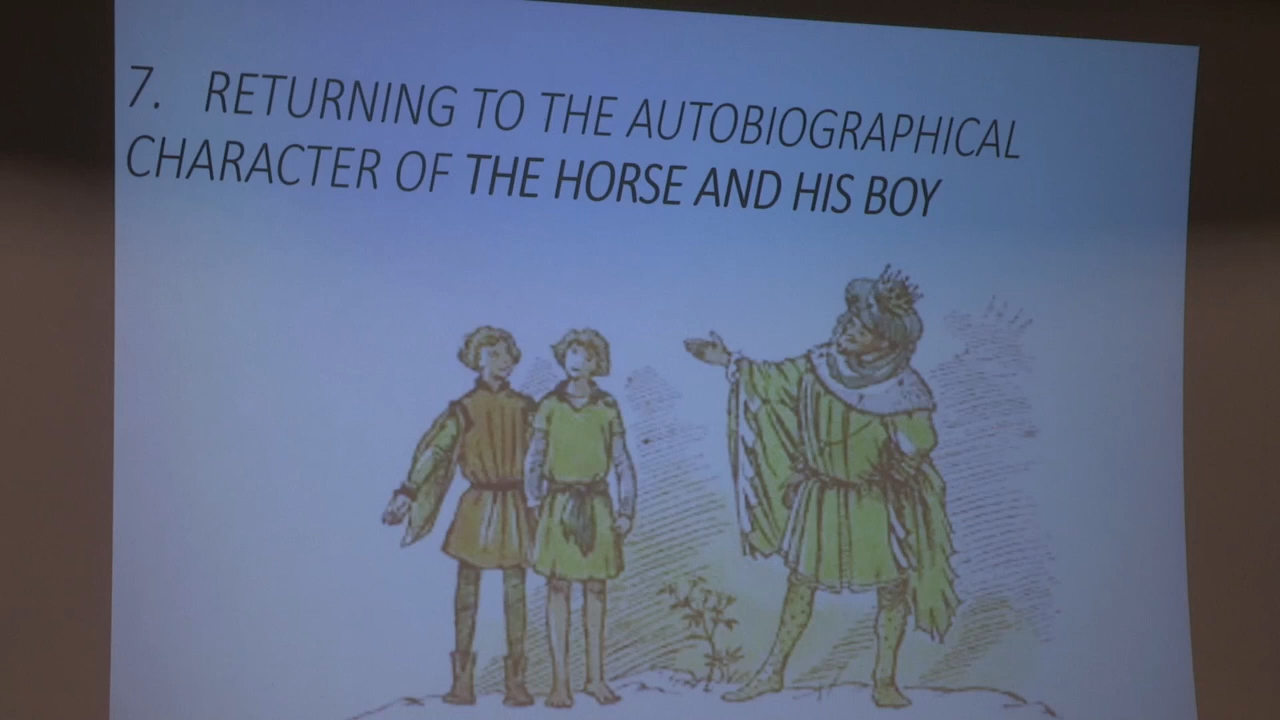 7. RETURNING TO THE AUTOBIOGRAPHICAL
CHARACTER OF THE HORSE AND HIS BOY